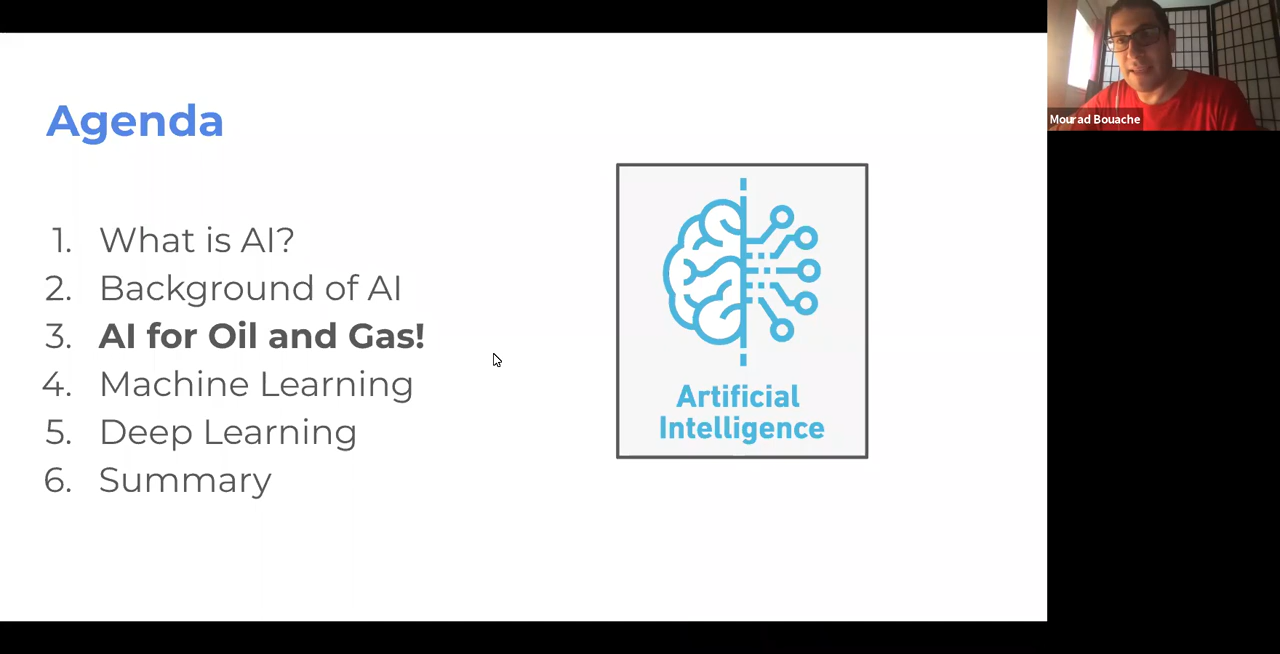 Agenda
1. What is AI?
2. Background of AI
3. AI for Oil and Gas!
4. Machine Learning
5. Deep Learning
6. Summary
Artificial
Intelligence
Mourad Bouache